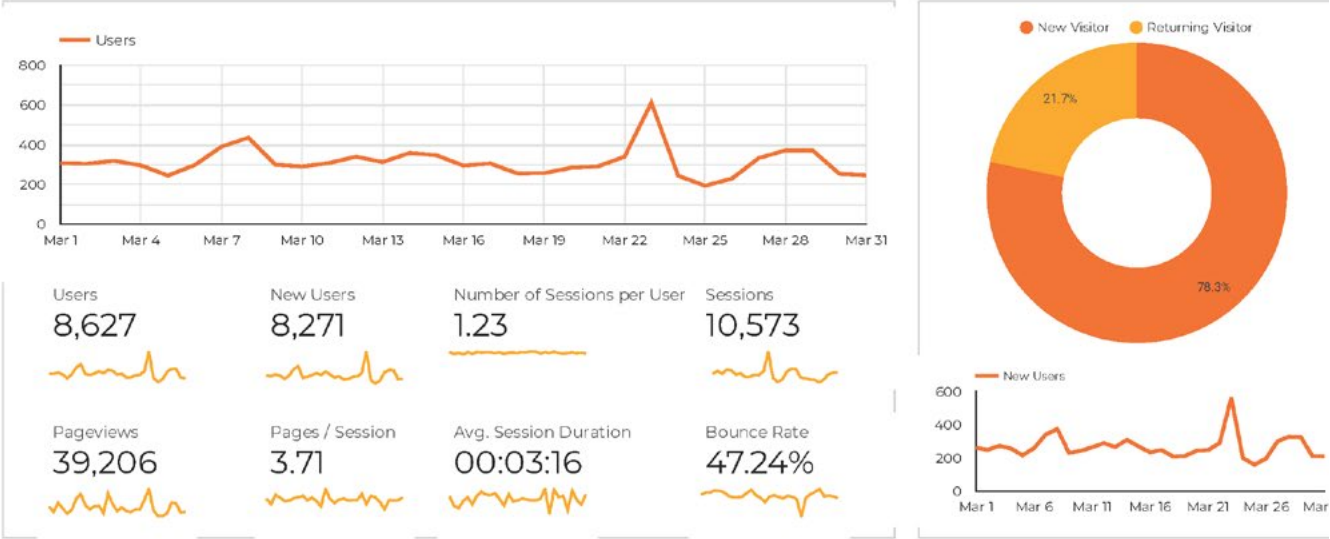 Users
800
600
400
200
0
Mar 1 Mar 4 Mar 7 Mar 10 Mar 13 Mar 16 Mar 19 Mar 22 Mar 25 Mar 28 Mar 31
Users New Users Number of Sessions per User Sessions
8,627 8,271 1.23 10,573
Pageviews Pages / Session Avg. Session Duration Bounce Rate
39,206 3.71 00:03:16 47.24%
New Visitor Returning Visitor
21.7%
78.3%
New Users
600
400
200
0
Mar 1 Mar 6 Mar 11 Mar 16 Mar 21 Mar 26 Mar